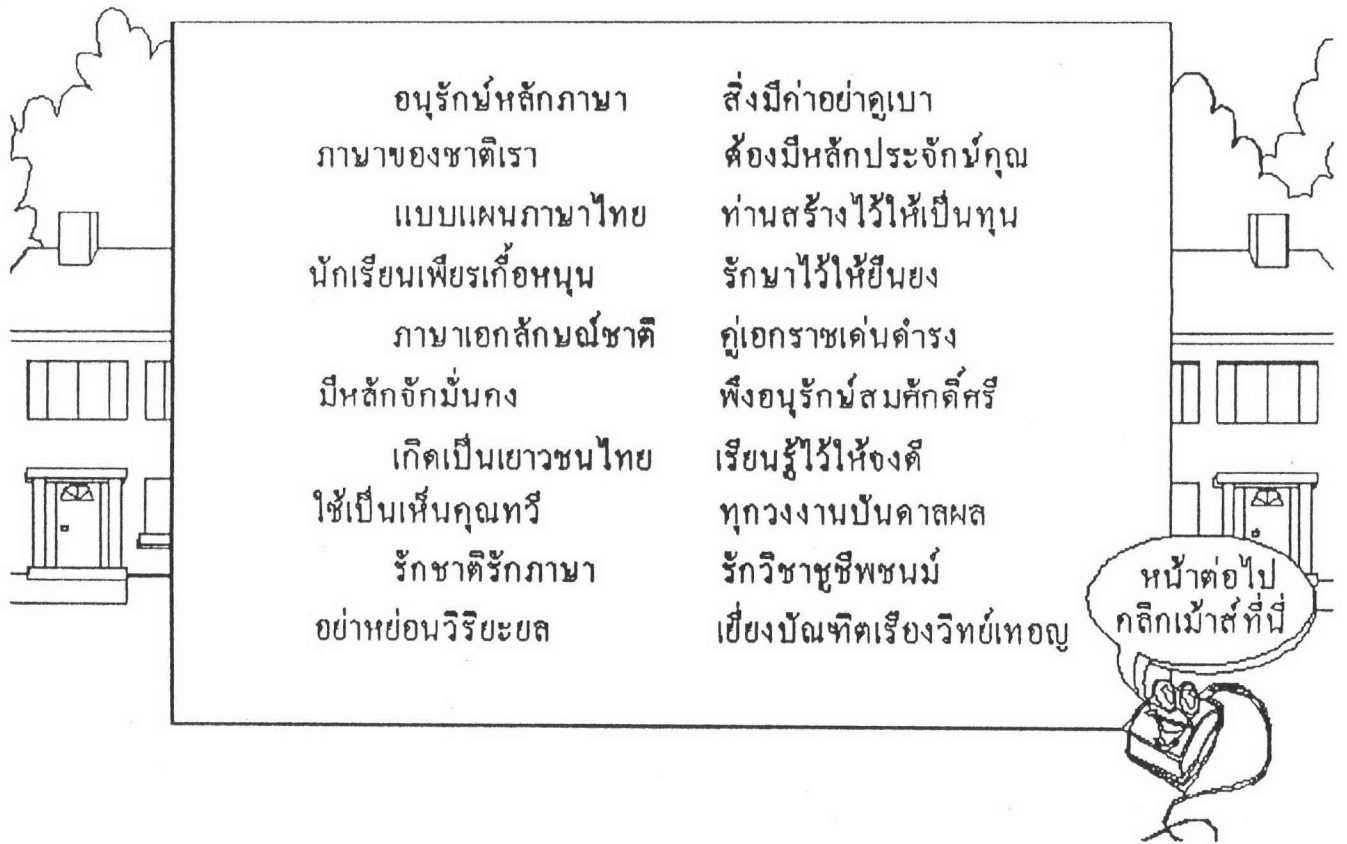 อนุรักษ์หลักภาษา สิ่งมีค่าอย่าดูเบา
ภาษาของชาติเรา ต้องมีหลักประจักษ์คุณ
แบบแผนภาษาไทย ท่านสร้างไว้ให้เป็นทุน
นักเรียนเพียรเกื้อหนุน รักษาไว้ให้ยืนยง
ภาษาเอกลักษณ์ชาติ คู่เอกราชเด่นดำรง
มีหลักจักมั่นคง พึงอนุรักษ์สมศักดิ์ศรี
เกิดเป็นเยาวชนไทย เรียนรู้ไว้ให้จงดี
ใช้เป็นเห็นคุณทวี ทุกวงงานบันดาลผล
รักชาติรักภาษา รักวิชาชูชีพชนม์
อย่าหย่อนวิริยะยล เยี่ยงบัณฑิตเรืองวิทย์เทอญ
หน้าต่อไป
คลิกเม้าส์ที่นี่